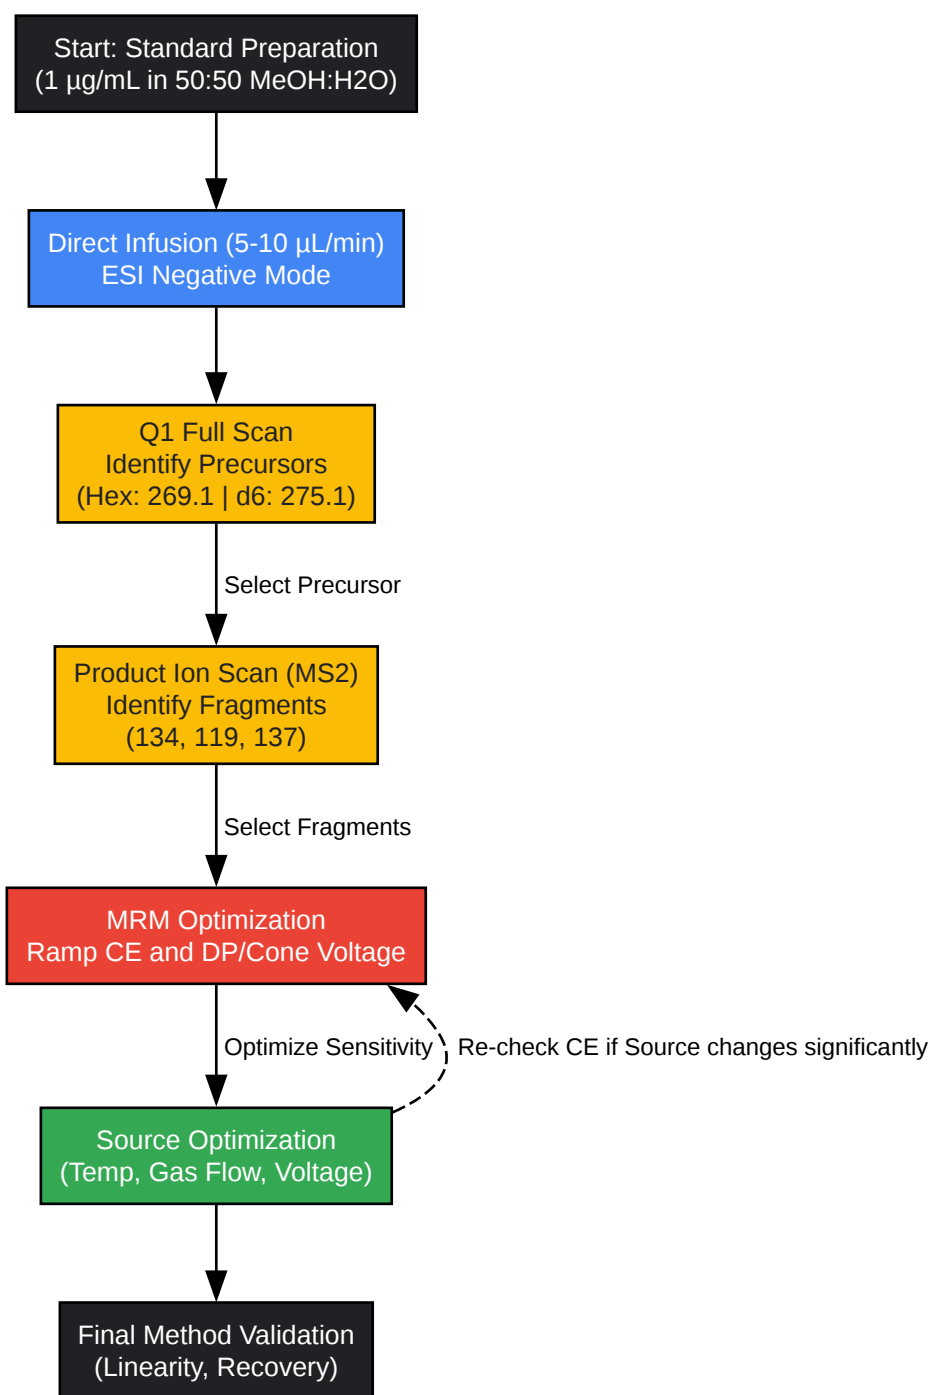 Start: Standard Preparation
(1 µg/mL in 50:50 MeOH:H2O)
Direct Infusion (5-10 µL/min)
ESI Negative Mode
Q1 Full Scan
Identify Precursors
(Hex: 269.1 | d6: 275.1)
Select Precursor
Product Ion Scan (MS2)
Identify Fragments
(134, 119, 137)
Select Fragments
MRM Optimization
Ramp CE and DP/Cone Voltage
Optimize Sensitivity
Re-check CE if Source changes significantly
Source Optimization
(Temp, Gas Flow, Voltage)
Final Method Validation
(Linearity, Recovery)